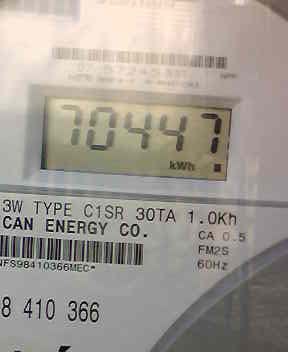 70447
kWh
3W TYPE C1SR 30TA 1.0Kh
CAN ENERGY CO.
CA 0.5
FM2S
60Hz
NFS98410366MEC*
8 410 366